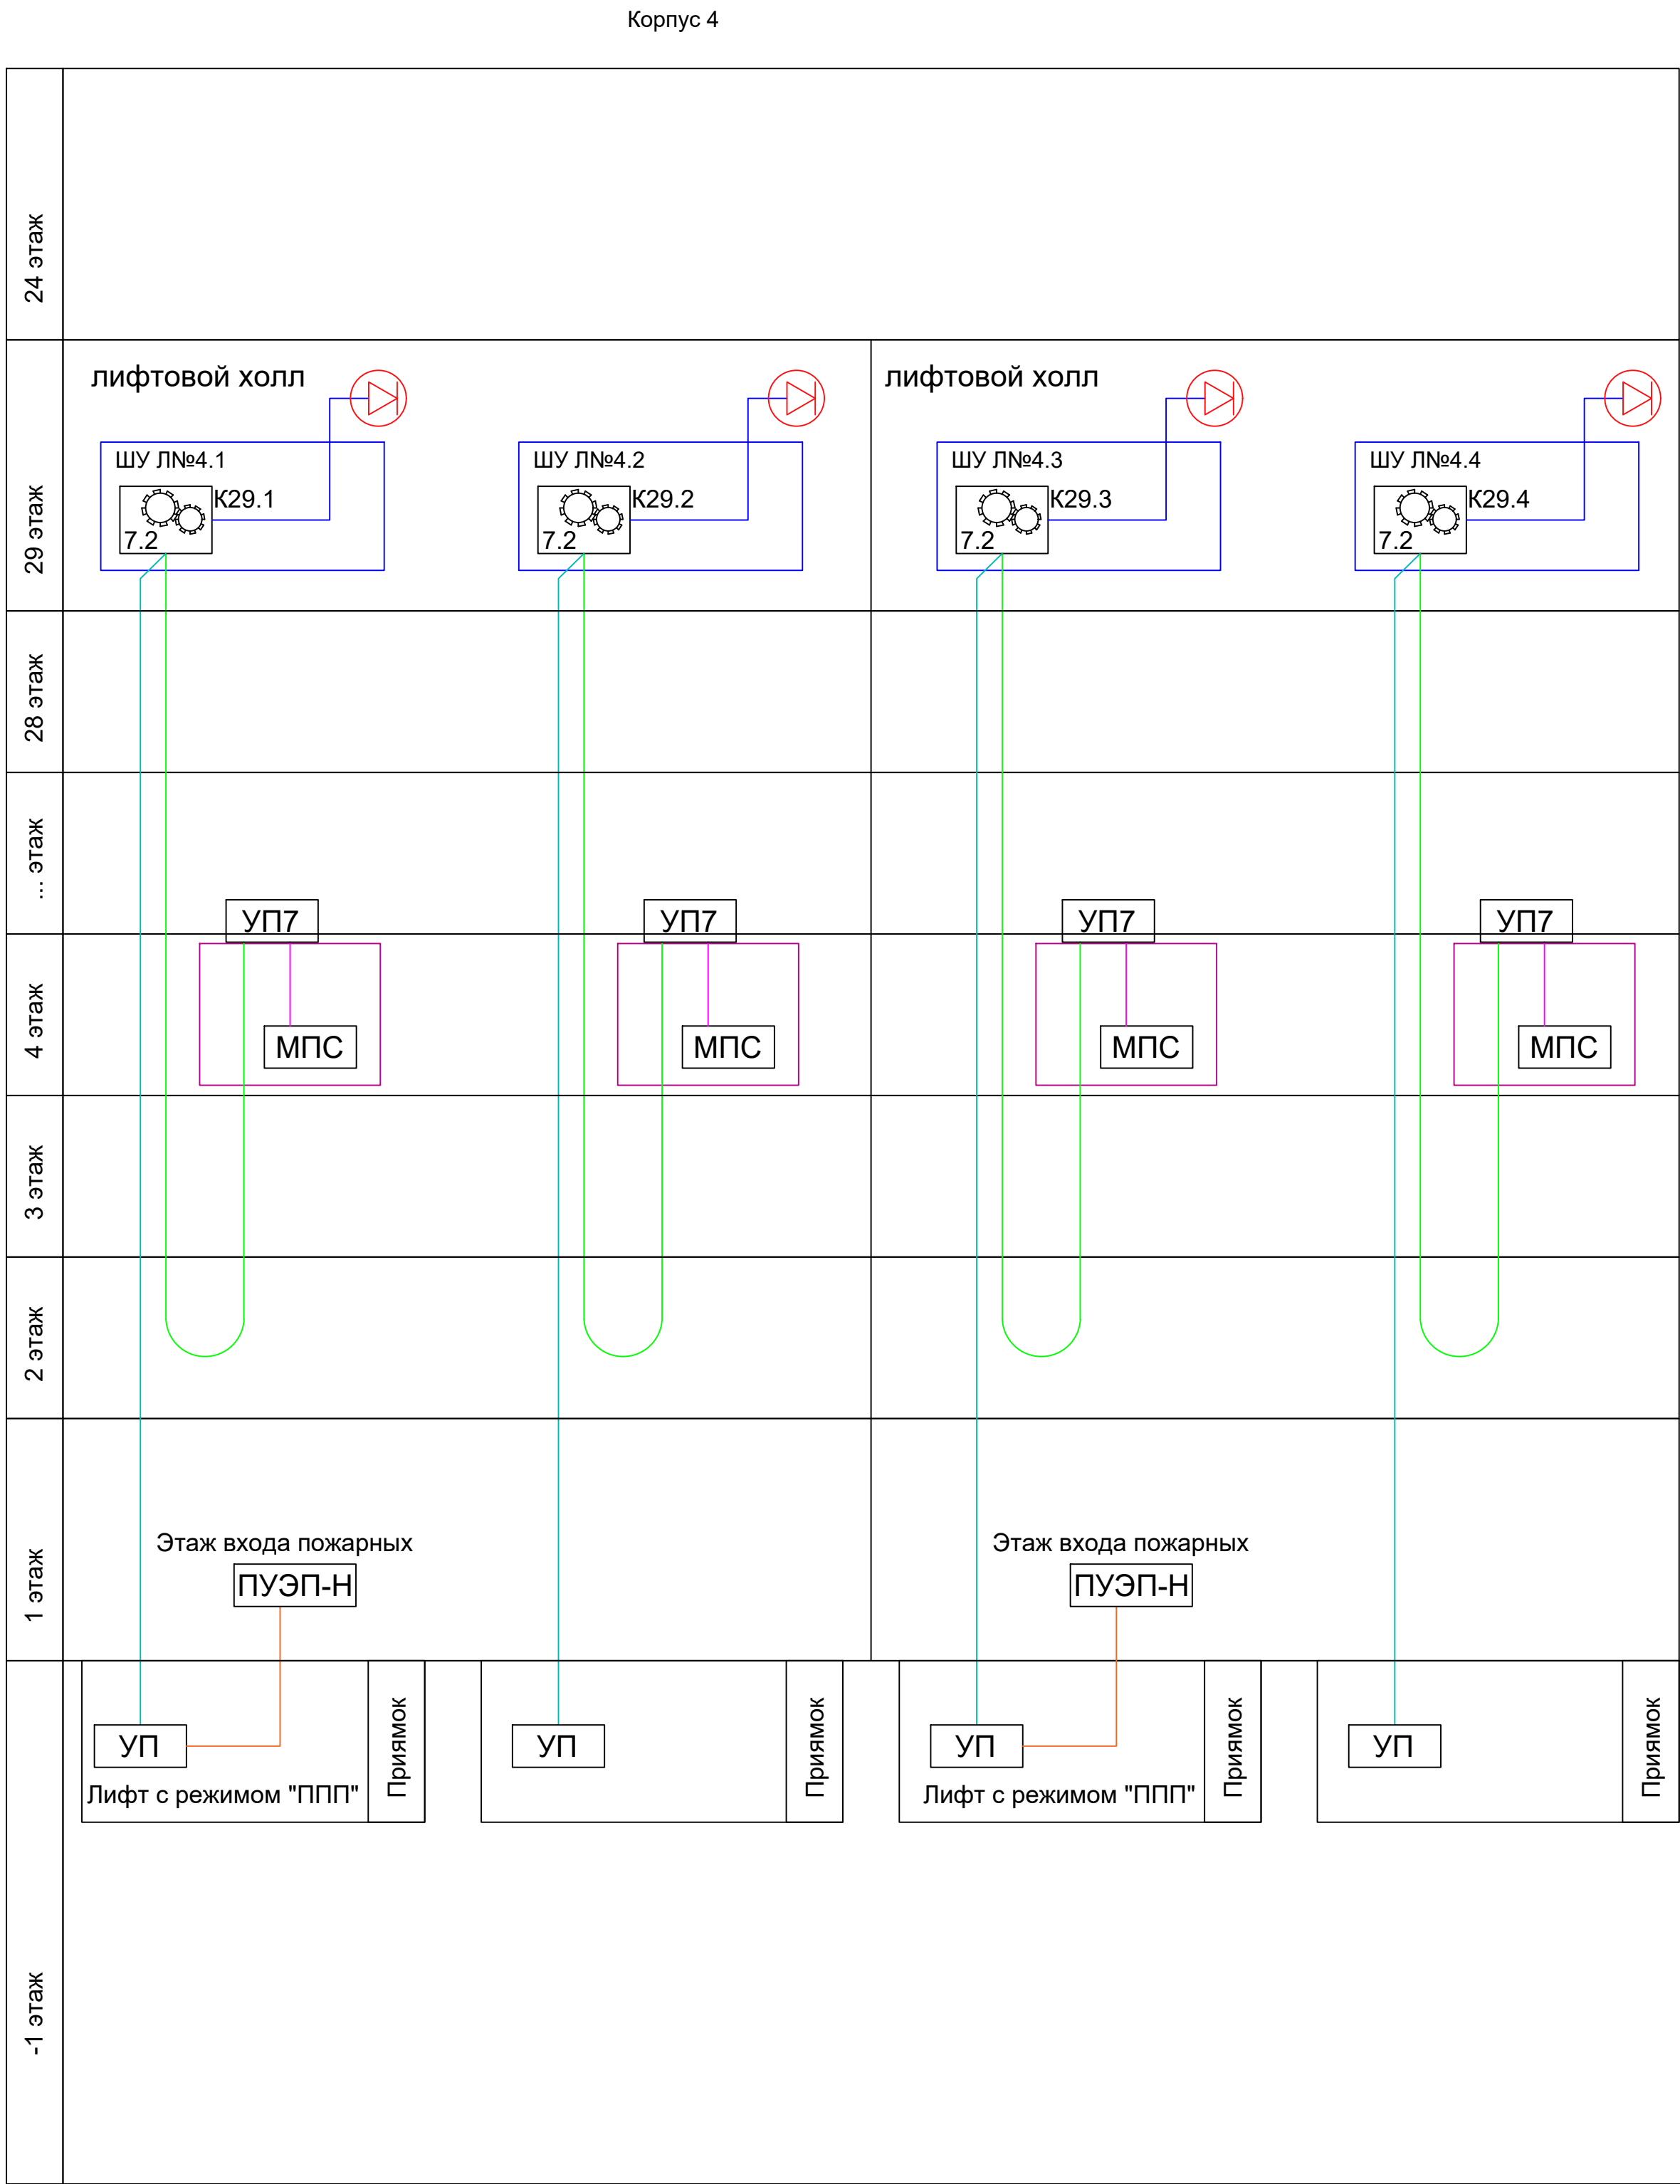 Корпус 4
24 этаж
29 этаж
лифтовой холл
лифтовой холл
ШУ Л№4.1
ШУ Л№4.2
ШУ Л№4.3
ШУ Л№4.4
К29.1
К29.2
К29.3
К29.4
7.2
7.2
7.2
7.2
28 этаж
... этаж
УП7
УП7
УП7
УП7
4 этаж
МПС
МПС
МПС
МПС
3 этаж
2 этаж
1 этаж
Этаж входа пожарных
Этаж входа пожарных
ПУЭП-Н
ПУЭП-Н
-1 этаж
УП
Приямок
УП
Приямок
УП
Приямок
УП
Приямок
Лифт с режимом "ППП"
Лифт с режимом "ППП"